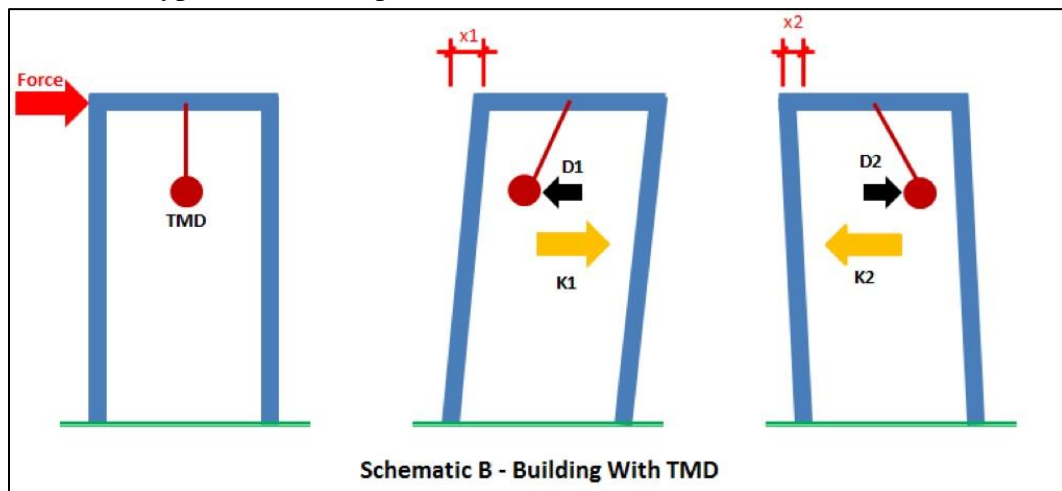 x1
x2
Force
D1
D2
TMD
K1
K2
Schematic B - Building With TMD